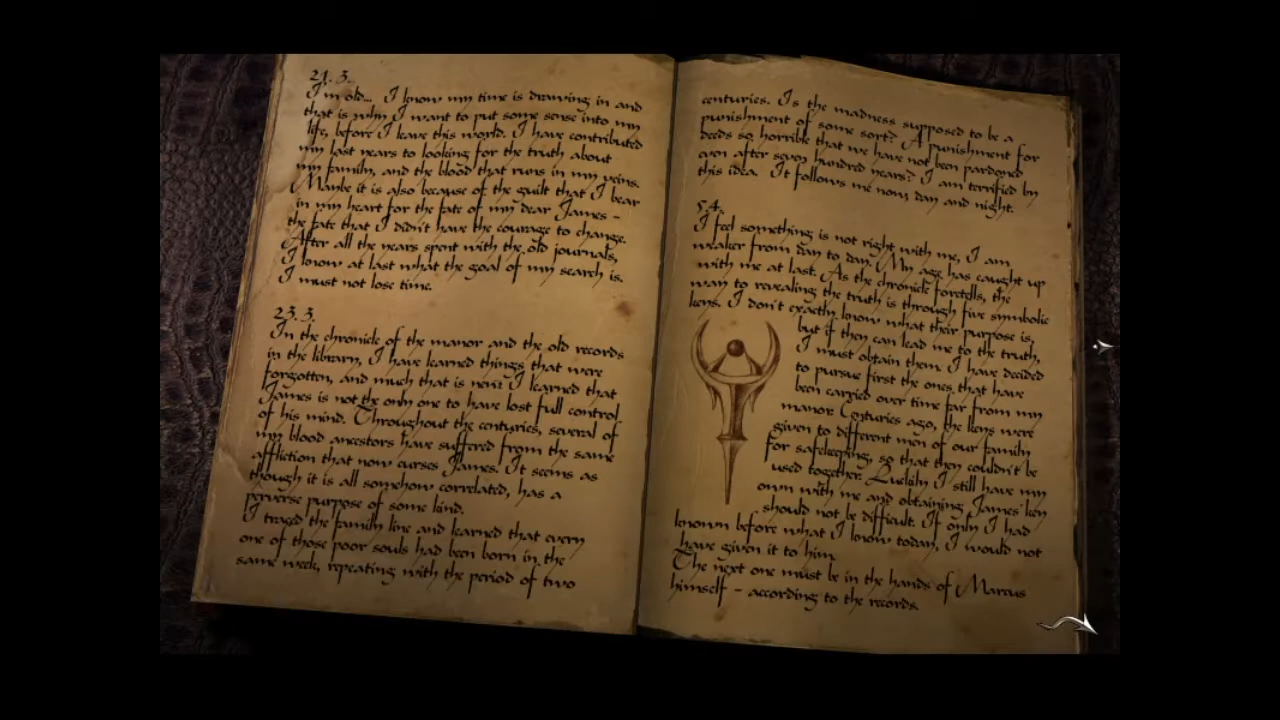 21. 3.
I'm old... I know my time is drawing in and
that is why I want to put some sense into my
life, before I leave this world. I have contributed
my last years to looking for the truth about
my family, and the blood that runs in my veins.
Maybe it is also because of the guilt that I bear
in my heart for the fate of my dear James -
the fate that I didn't have the courage to change.
After all the years spent with the old journals,
I know at last what the goal of my search is.
I must not lose time.
23. 3.
In the chronicle of the manor and the old records
in the library, I have learned things that were
forgotten, and much that is new. I learned that
James is not the only one to have lost full control
of his mind. Throughout the centuries, several of
my blood ancestors have suffered from the same
affliction that now curses James. It seems as
though it is all somehow correlated, has a
perverse purpose of some kind.
I traced the family line and learned that every
one of those poor souls had been born in the
same week, repeating with the period of two
centuries. Is the madness supposed to be a
punishment of some sort? A punishment for
deeds so horrible that we have not been pardoned
even after seven hundred years? I am terrified by
this idea. It follows me now day and night.
5.4.
I feel something is not right with me, I am
weaker from day to day. My age has caught up
with me at last. As the chronicle foretells, the
way to revealing the truth is through five symbolic
keys. I don't exactly know what their purpose is,
but if they can lead me to the truth,
I must obtain them. I have decided
to pursue first the ones that have
been carried over time far from my
manor. Centuries ago, the keys were
given to different men of our family
for safekeeping, so that they couldn't be
used together. Luckily I still have my
own with me and obtaining James' key
should not be difficult. If only I had
known before what I know today, I would not
have given it to him.
The next one must be in the hands of Marcus
himself - according to the records.